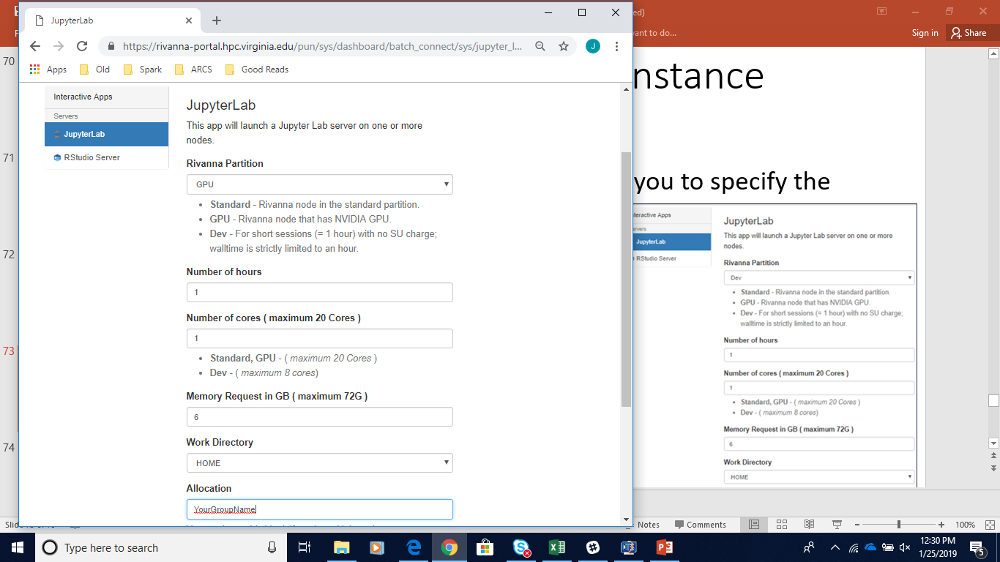 JupyterLab
https://rivanna-portal.hpc.virginia.edu/pun/sys/dashboard/batch_connect/sys/jupyter_l...
J
Apps
Old
Spark
ARCS
Good Reads
Interactive Apps
Servers
JupyterLab
RStudio Server
JupyterLab
This app will launch a Jupyter Lab server on one or more
nodes.
Rivanna Partition
GPU
Standard - Rivanna node in the standard partition.
GPU - Rivanna node that has NVIDIA GPU.
Dev - For short sessions (= 1 hour) with no SU charge;
walltime is strictly limited to an hour.
Number of hours
1
Number of cores ( maximum 20 Cores )
1
Standard, GPU - ( maximum 20 Cores )
Dev - ( maximum 8 cores)
Memory Request in GB ( maximum 72G )
6
Work Directory
HOME
Allocation
YourGroupName
70
71
72
73
74
ed)
ant to do...
Sign in
Share
nstance
you to specify the
teractive Apps
ervers
JupyterLab
RStudio Server
JupyterLab
This app will launch a Jupyter Lab server on one or more
nodes.
Rivanna Partition
Dev
Standard - Rivanna node in the standard partition.
GPU - Rivanna node that has NVIDIA GPU.
Dev - For short sessions (= 1 hour) with no SU charge;
walltime is strictly limited to an hour.
Number of hours
1
Number of cores ( maximum 20 Cores )
1
Standard, GPU - ( maximum 20 Cores )
Dev - ( maximum 8 cores)
Memory Request in GB ( maximum 72G )
6
Work Directory
HOME
Notes
Comments
100%
Type here to search
12:30 PM
1/25/2019
5